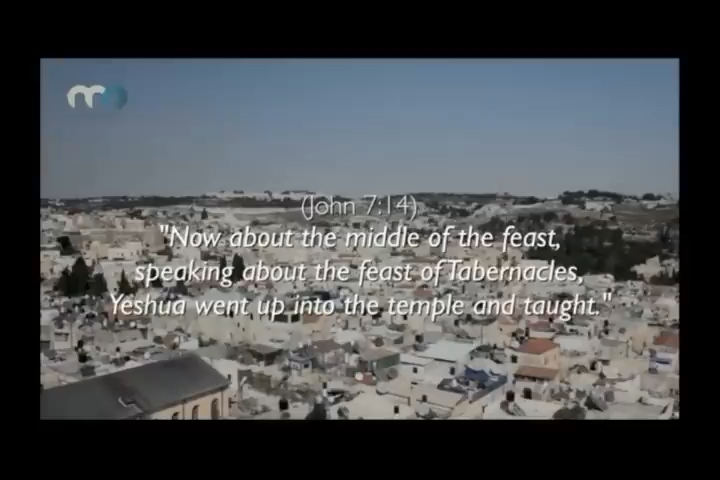 (John 7:14)
"Now about the middle of the feast,
speaking about the feast of Tabernacles,
Yeshua went up into the temple and taught."